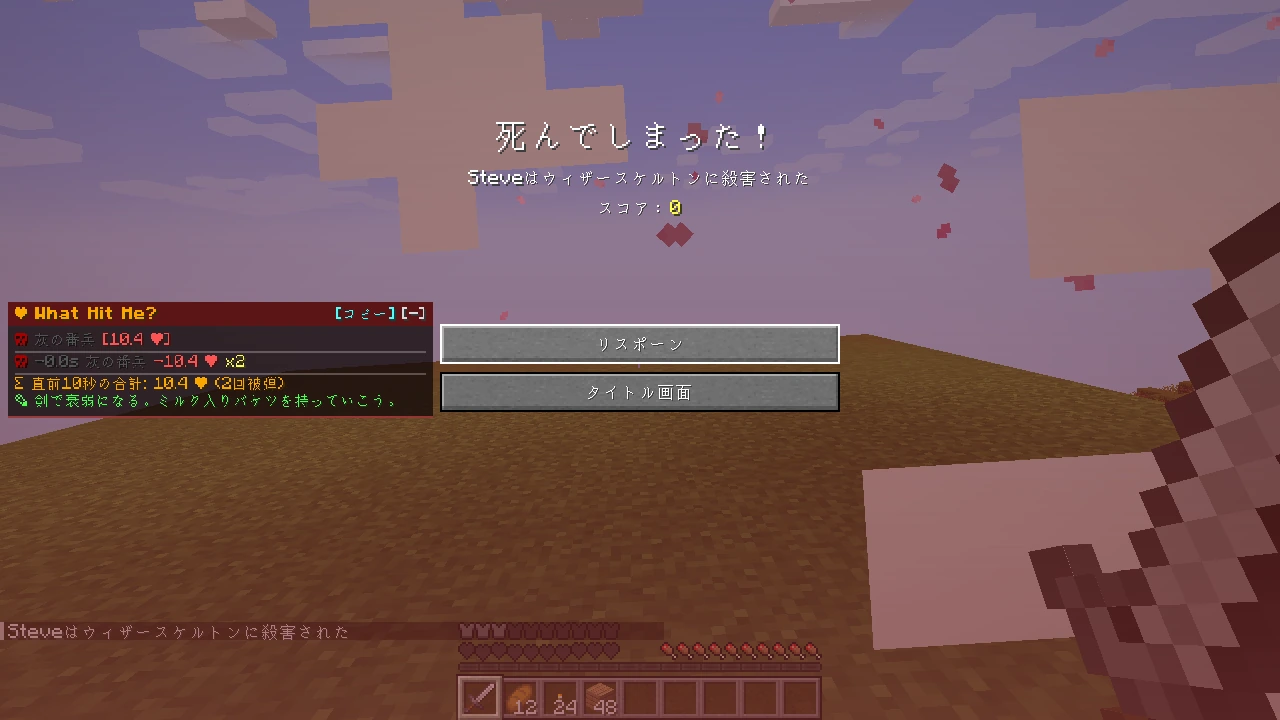 死んでしまった！
Steveはウィザースケルトンに殺害された
スコア：0
What Hit Me?
[コピー] [−]
灰の番兵 [10.4 ♥]
-0.0s 灰の番兵 -10.4 ♥ x2
Σ 直前10秒の合計: 10.4 ♥ (2回被弾)
剣で衰弱になる。ミルク入りバケツを持っていこう。
リスポーン
タイトル画面
Steveはウィザースケルトンに殺害された
12 24 48